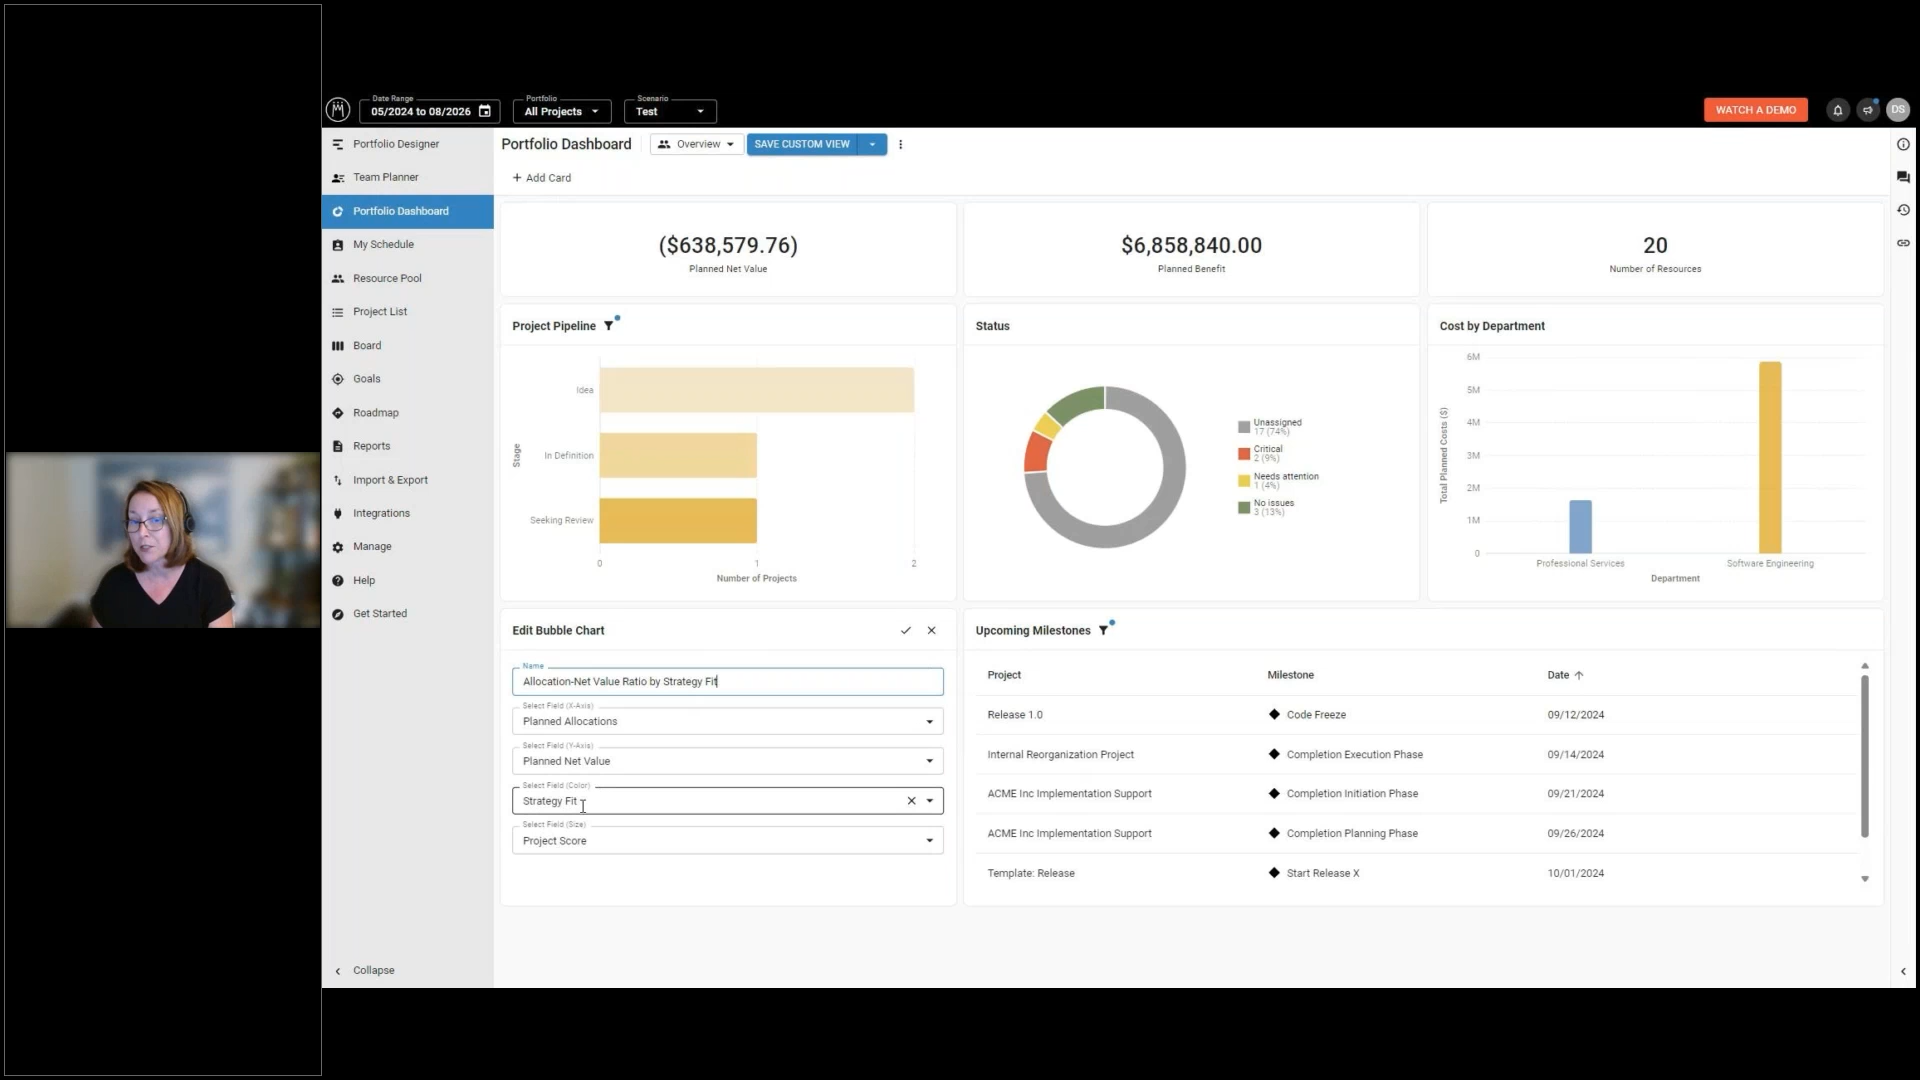 Date Range
05/2024 to 08/2026
Portfolio
All Projects
Scenario
Test
WATCH A DEMO
DS
Portfolio Designer
Team Planner
Portfolio Dashboard
My Schedule
Resource Pool
Project List
Board
Goals
Roadmap
Reports
Import & Export
Integrations
Manage
Help
Get Started
Collapse
Portfolio Dashboard
Overview
SAVE CUSTOM VIEW
+ Add Card
($638,579.76)
Planned Net Value
$6,858,840.00
Planned Benefit
20
Number of Resources
Project Pipeline
Stage
Idea
In Definition
Seeking Review
0 1 2
Number of Projects
Status
Unassigned
17 (74%)
Critical
2 (9%)
Needs attention
1 (4%)
No issues
3 (13%)
Cost by Department
Total Planned Costs ($)
6M
5M
4M
3M
2M
1M
0
Professional Services Software Engineering
Department
Edit Bubble Chart
Name
Allocation-Net Value Ratio by Strategy Fit
Select Field (X-Axis)
Planned Allocations
Select Field (Y-Axis)
Planned Net Value
Select Field (Color)
Strategy Fit
Select Field (Size)
Project Score
Upcoming Milestones
Project Milestone Date
Release 1.0 Code Freeze 09/12/2024
Internal Reorganization Project Completion Execution Phase 09/14/2024
ACME Inc Implementation Support Completion Initiation Phase 09/21/2024
ACME Inc Implementation Support Completion Planning Phase 09/26/2024
Template: Release Start Release X 10/01/2024